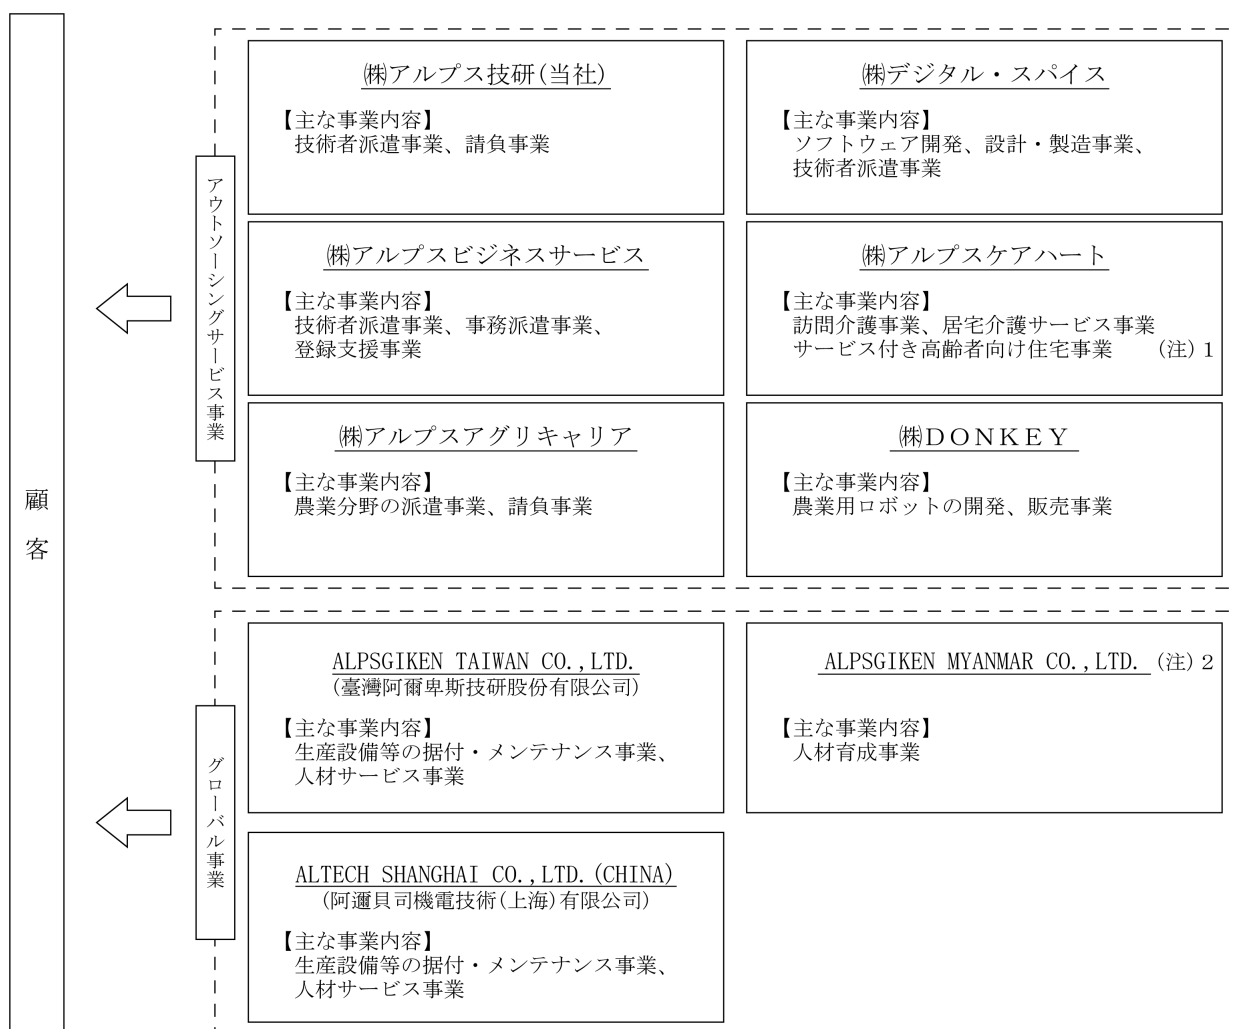 顧客
アウトソーシングサービス事業
㈱アルプス技研(当社)
【主な事業内容】
技術者派遣事業、請負事業
㈱デジタル・スパイス
【主な事業内容】
ソフトウェア開発、設計・製造事業、
技術者派遣事業
㈱アルプスビジネスサービス
【主な事業内容】
技術者派遣事業、事務派遣事業、
登録支援事業
㈱アルプスケアハート
【主な事業内容】
訪問介護事業、居宅介護サービス事業
サービス付き高齢者向け住宅事業 (注)1
㈱アルプスアグリキャリア
【主な事業内容】
農業分野の派遣事業、請負事業
㈱DONKEY
【主な事業内容】
農業用ロボットの開発、販売事業
グローバル事業
ALPSGIKEN TAIWAN CO.,LTD.
(臺灣阿爾卑斯技研股份有限公司)
【主な事業内容】
生産設備等の据付・メンテナンス事業、
人材サービス事業
ALPSGIKEN MYANMAR CO.,LTD. (注)2
【主な事業内容】
人材育成事業
ALTECH SHANGHAI CO.,LTD.(CHINA)
(阿邇貝司機電技術(上海)有限公司)
【主な事業内容】
生産設備等の据付・メンテナンス事業、
人材サービス事業